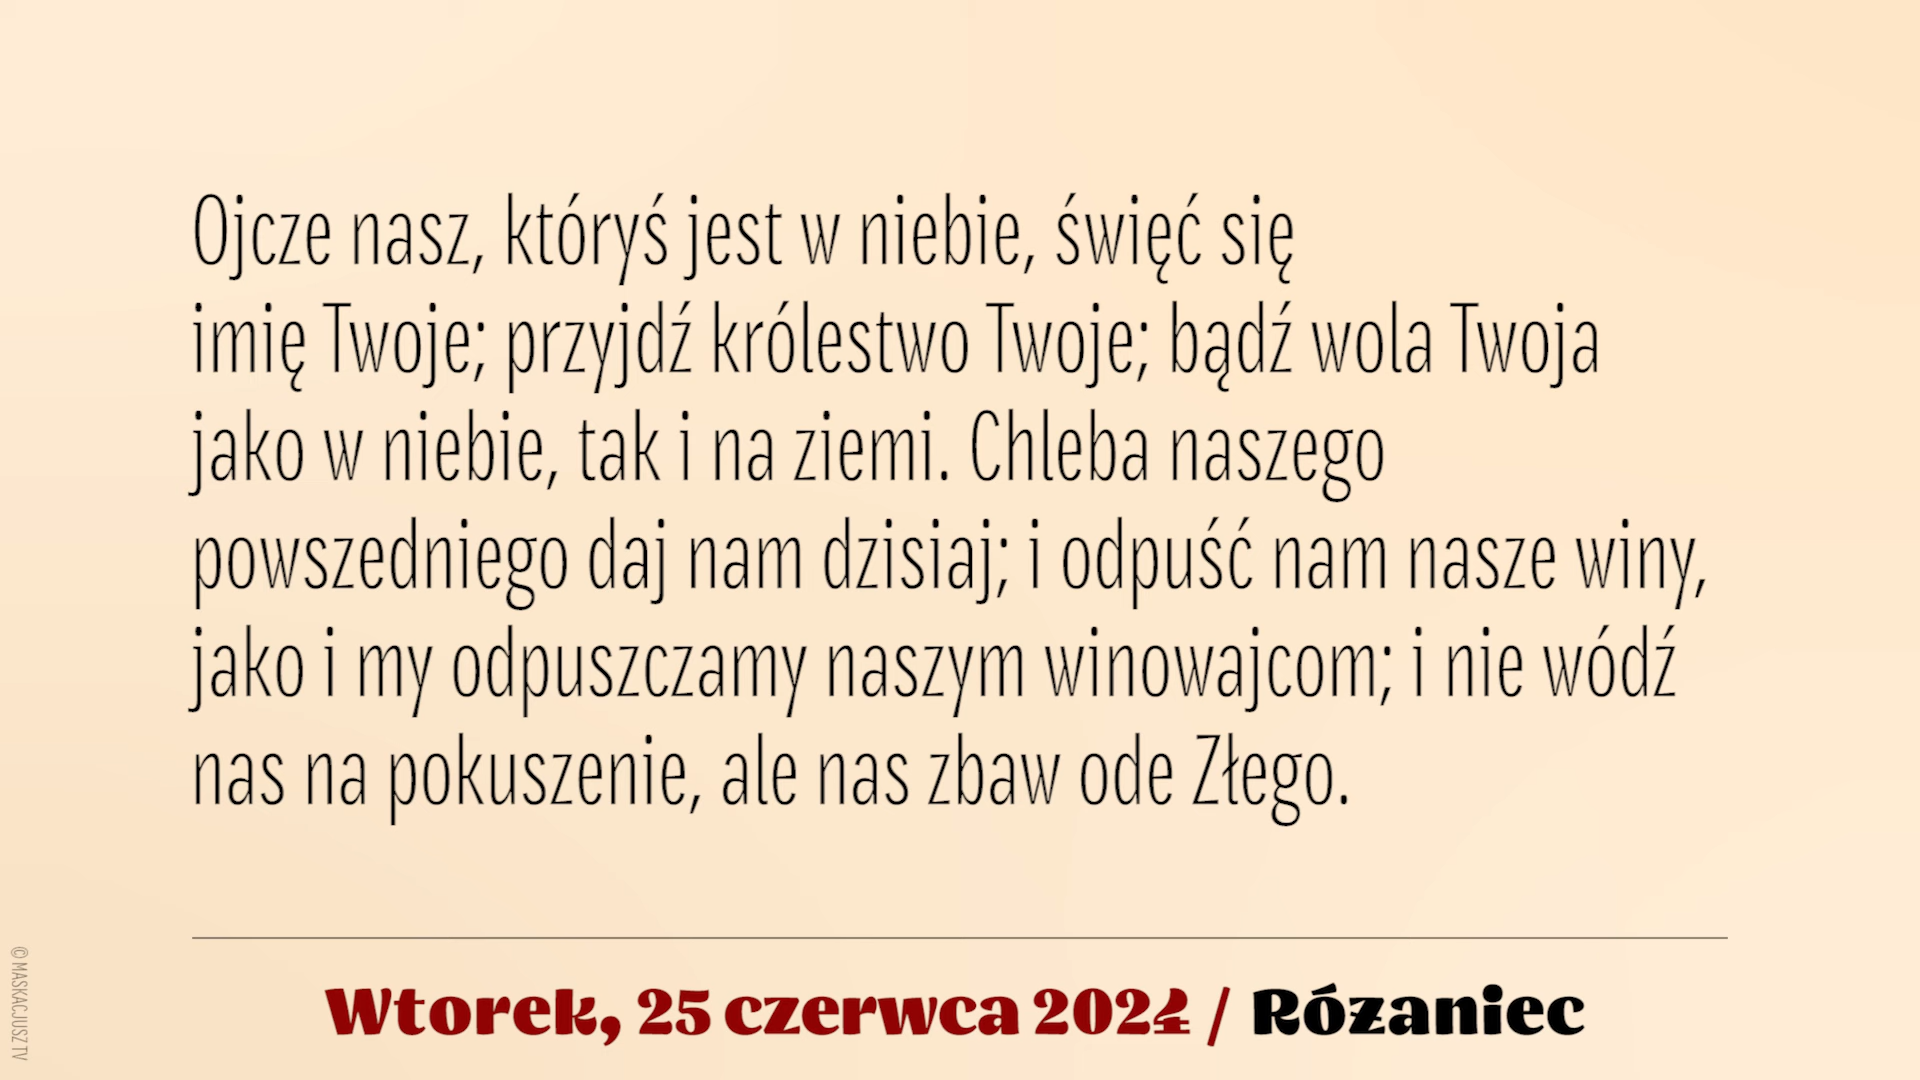 Ojcze nasz, któryś jest w niebie, święć się
imię Twoje; przyjdź królestwo Twoje; bądź wola Twoja
jako w niebie, tak i na ziemi. Chleba naszego
powszedniego daj nam dzisiaj; i odpuść nam nasze winy,
jako i my odpuszczamy naszym winowajcom; i nie wódź
nas na pokuszenie, ale nas zbaw ode Złego.
Wtorek, 25 czerwca 2024 / Różaniec
© MASKACJUSZ TV